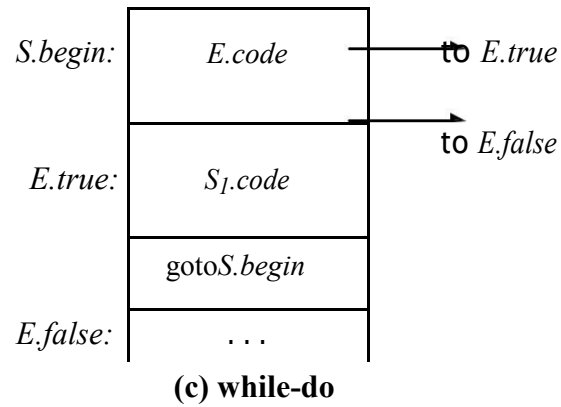 S.begin: E.code to E.true
to E.false
E.true: S1.code
gotoS.begin
E.false: . . .
(c) while-do